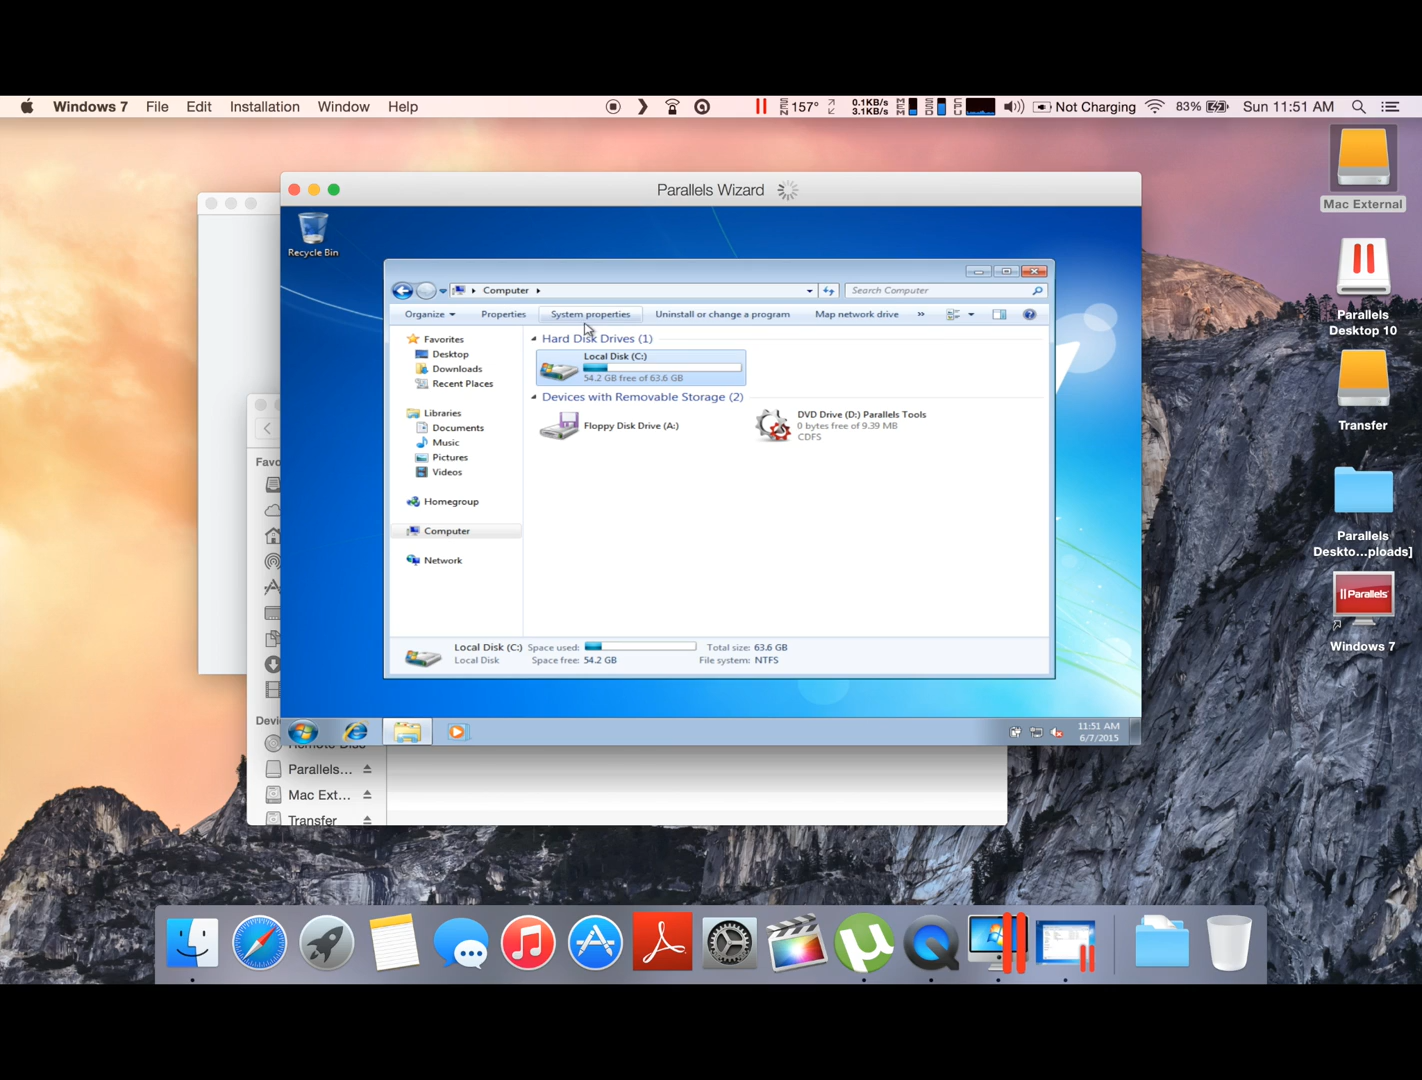 Windows 7 File Edit Installation Window Help
SEN 157° 0.1KB/s 3.1KB/s MEM SSD CPU Not Charging 83% Sun 11:51 AM
Parallels Wizard
Mac External
Parallels
Desktop 10
Transfer
Parallels
Deskto...ploads]
||Parallels
Windows 7
Recycle Bin
Computer
Search Computer
Organize Properties System properties Uninstall or change a program Map network drive »
Favorites
Desktop
Downloads
Recent Places
Libraries
Documents
Music
Pictures
Videos
Homegroup
Computer
Network
Hard Disk Drives (1)
Local Disk (C:)
54.2 GB free of 63.6 GB
Devices with Removable Storage (2)
Floppy Disk Drive (A:)
DVD Drive (D:) Parallels Tools
0 bytes free of 9.39 MB
CDFS
Local Disk (C:) Space used: Total size: 63.6 GB
Local Disk Space free: 54.2 GB File system: NTFS
11:51 AM
6/7/2015
Favo
Devi
Remote Disc
Parallels...
Mac Ext...
Transfer